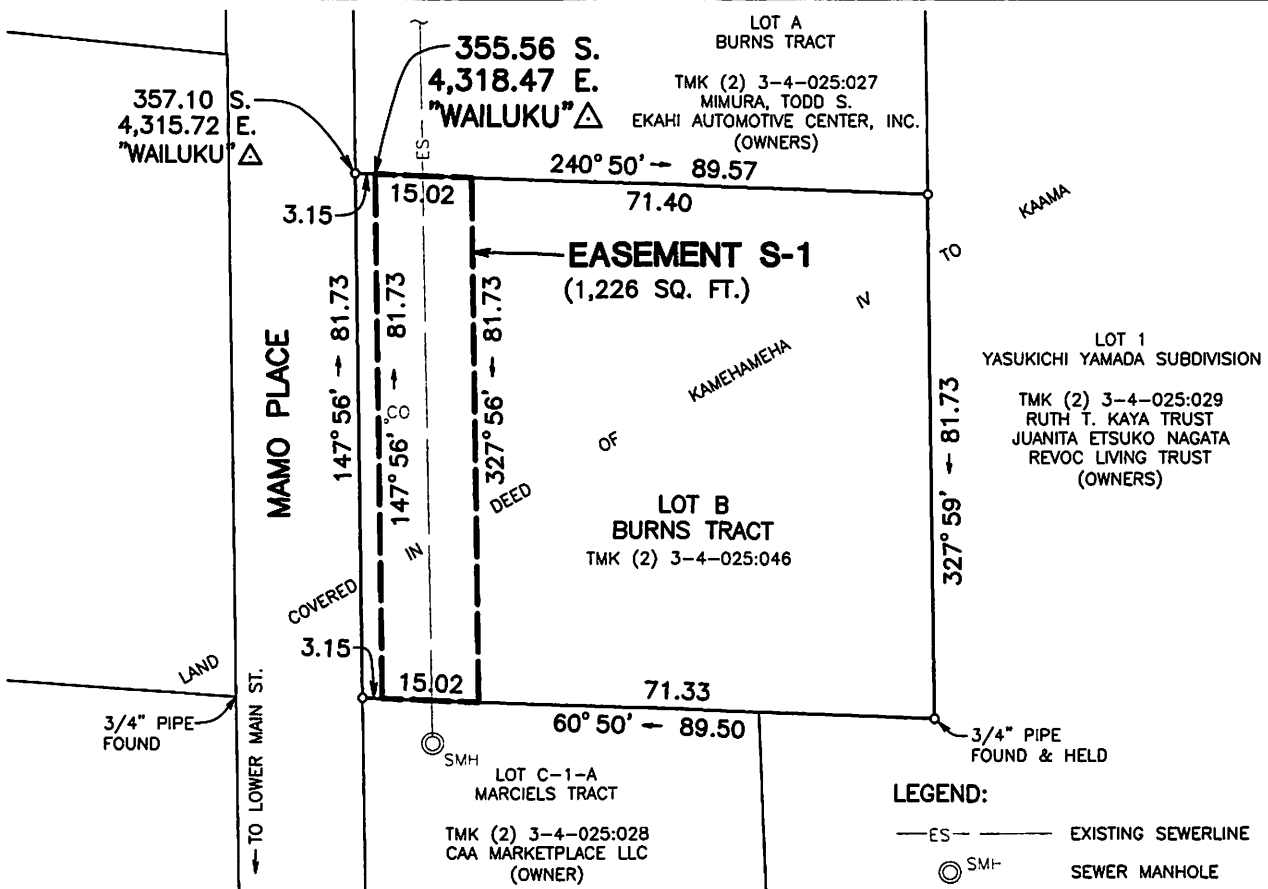 LOT A
BURNS TRACT
TMK (2) 3-4-025:027
MIMURA, TODD S.
EKAHI AUTOMOTIVE CENTER, INC.
(OWNERS)
355.56 S.
4,318.47 E.
"WAILUKU" △
357.10 S.
4,315.72 E.
"WAILUKU" △
ES
240° 50' → 89.57
3.15
15.02
71.40
KAAMA
TO
IV
KAMEHAMEHA
OF
DEED
IN
COVERED
LAND
EASEMENT S-1
(1,226 SQ. FT.)
MAMO PLACE
147° 56' → 81.73
147° 56' → 81.73
CO
327° 56' ← 81.73
327° 59' ← 81.73
LOT 1
YASUKICHI YAMADA SUBDIVISION
TMK (2) 3-4-025:029
RUTH T. KAYA TRUST
JUANITA ETSUKO NAGATA
REVOC LIVING TRUST
(OWNERS)
LOT B
BURNS TRACT
TMK (2) 3-4-025:046
3.15
15.02
71.33
60° 50' ← 89.50
3/4" PIPE
FOUND
← TO LOWER MAIN ST.
3/4" PIPE
FOUND & HELD
SMH
LOT C-1-A
MARCIELS TRACT
TMK (2) 3-4-025:028
CAA MARKETPLACE LLC
(OWNER)
LEGEND:
ES EXISTING SEWERLINE
SMH SEWER MANHOLE